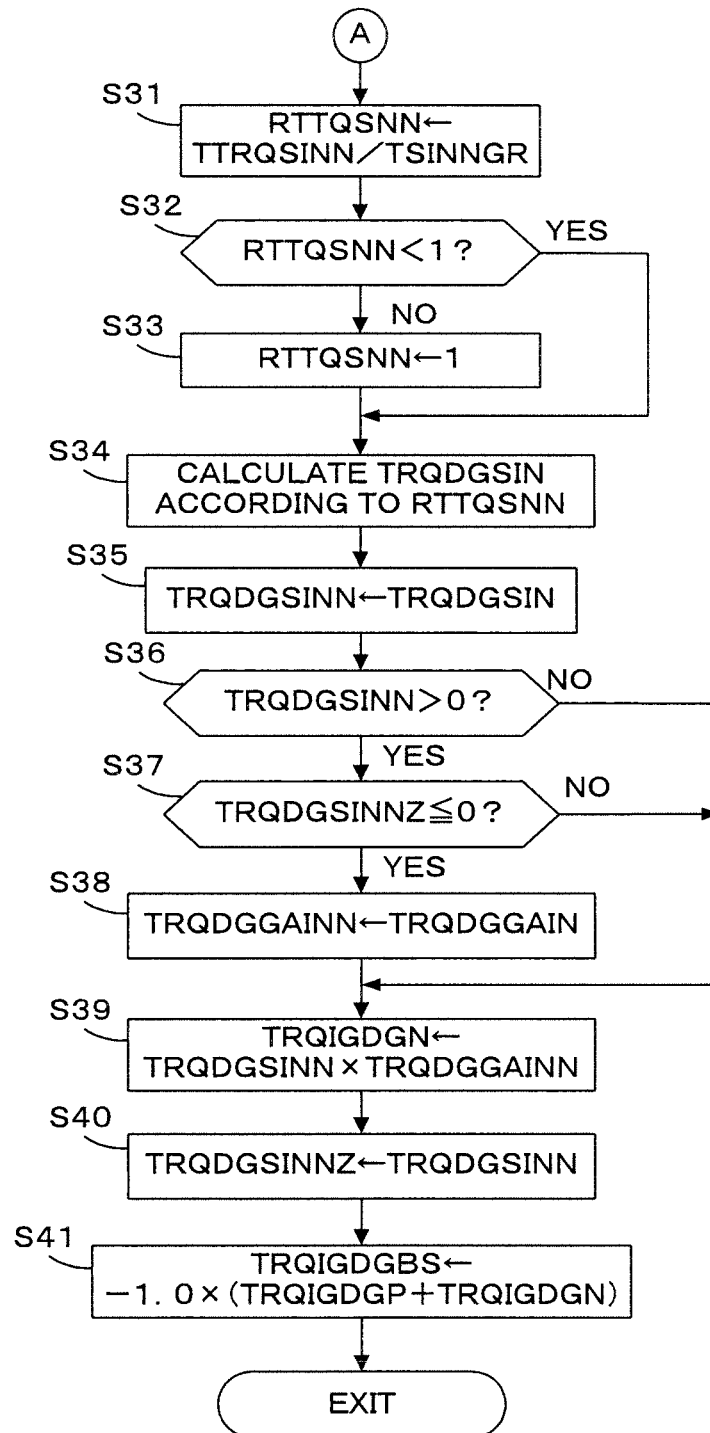 A
S31
RTTQSNN←
TTRQSINN／TSINNGR
S32
RTTQSNN＜1？
YES
NO
S33
RTTQSNN←1
S34
CALCULATE TRQDGSIN
ACCORDING TO RTTQSNN
S35
TRQDGSINN←TRQDGSIN
S36
TRQDGSINN＞0？
NO
YES
S37
TRQDGSINNZ≦0？
NO
YES
S38
TRQDGGAINN←TRQDGGAIN
S39
TRQIGDGN←
TRQDGSINN×TRQDGGAINN
S40
TRQDGSINNZ←TRQDGSINN
S41
TRQIGDGBS←
－1．0×（TRQIGDGP＋TRQIGDGN）
EXIT